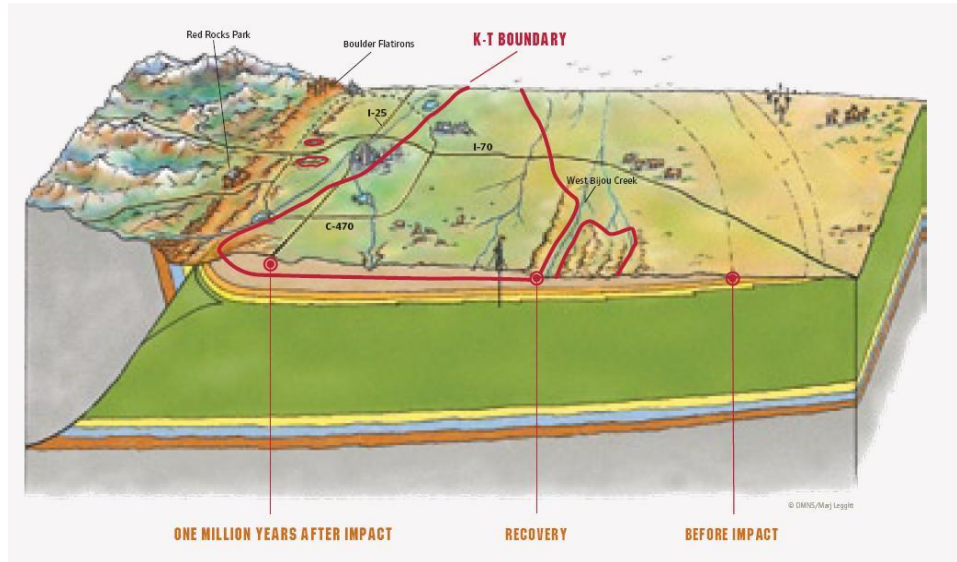 Red Rocks Park
Boulder Flatirons
K-T BOUNDARY
I-25
I-70
West Bijou Creek
C-470
© DMNS/Marj Leggitt
ONE MILLION YEARS AFTER IMPACT
RECOVERY
BEFORE IMPACT